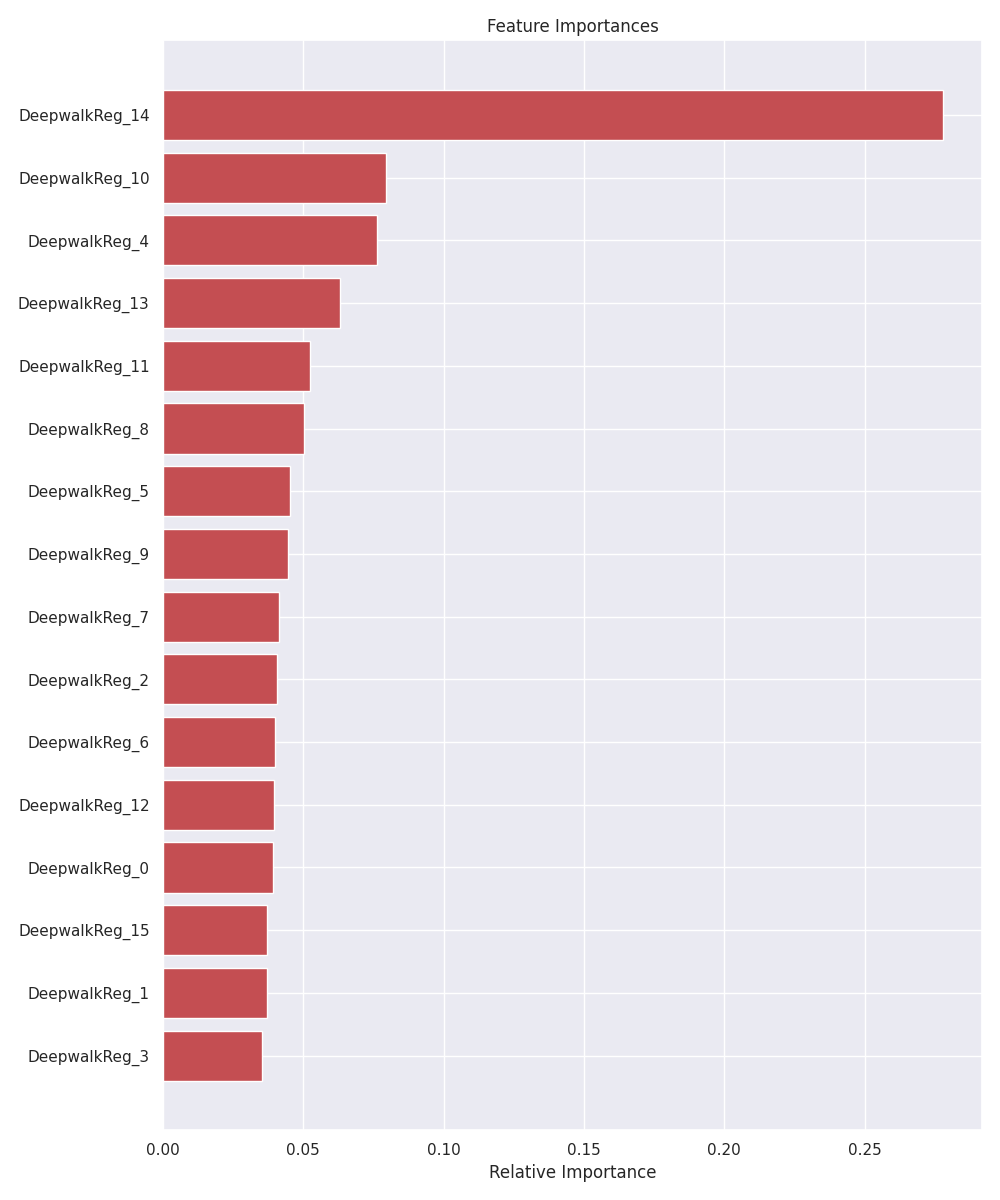 Feature Importances
DeepwalkReg_14
DeepwalkReg_10
DeepwalkReg_4
DeepwalkReg_13
DeepwalkReg_11
DeepwalkReg_8
DeepwalkReg_5
DeepwalkReg_9
DeepwalkReg_7
DeepwalkReg_2
DeepwalkReg_6
DeepwalkReg_12
DeepwalkReg_0
DeepwalkReg_15
DeepwalkReg_1
DeepwalkReg_3
0.00 0.05 0.10 0.15 0.20 0.25
Relative Importance